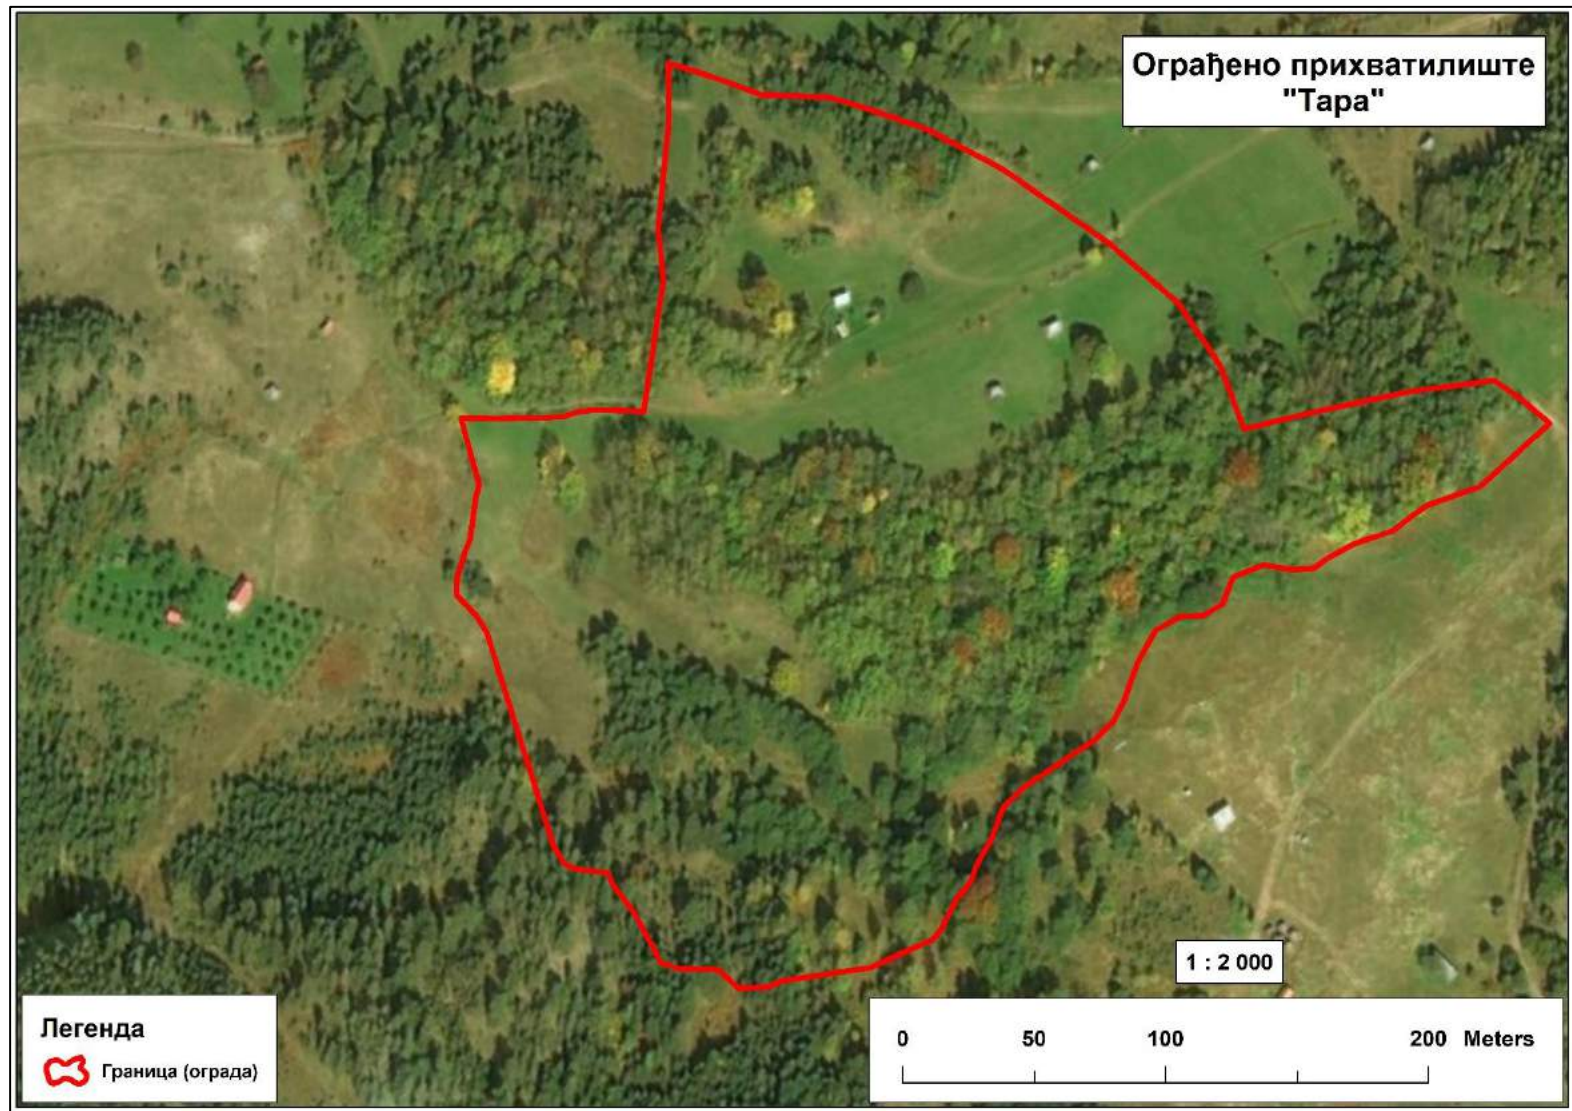 Ограђено прихватилиште
"Тара"
1 : 2 000
Легенда
Граница (ограда)
0 50 100 200 Meters